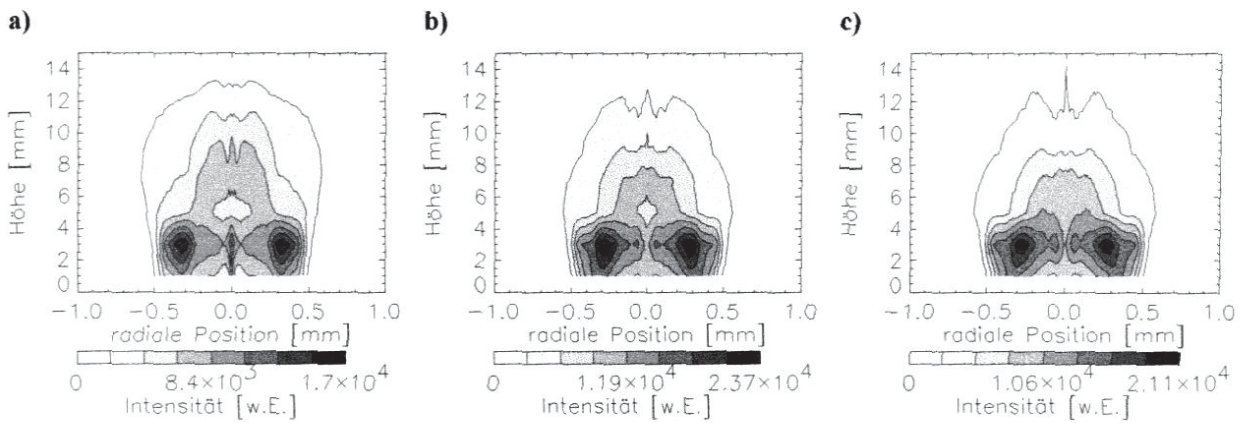 a)
14
12
10
8
6
4
2
0
Höhe [mm]
-1.0 -0.5 0.0 0.5 1.0
radiale Position [mm]
0 8.4×10³ 1.7×10⁴
Intensität [w.E.]
b)
14
12
10
8
6
4
2
0
Höhe [mm]
-1.0 -0.5 0.0 0.5 1.0
radiale Position [mm]
0 1.19×10⁴ 2.37×10⁴
Intensität [w.E.]
c)
14
12
10
8
6
4
2
0
Höhe [mm]
-1.0 -0.5 0.0 0.5 1.0
radiale Position [mm]
0 1.06×10⁴ 2.11×10⁴
Intensität [w.E.]